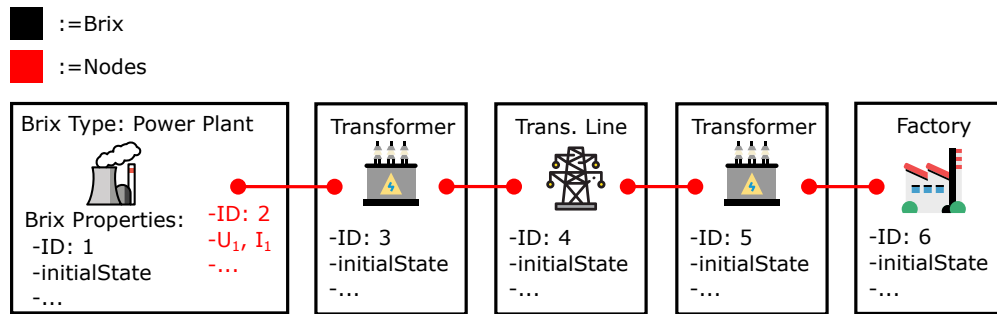 :=Brix
:=Nodes
Brix Type: Power Plant
Brix Properties:
-ID: 1
-initialState
-...
-ID: 2
-U₁, I₁
-...
Transformer
-ID: 3
-initialState
-...
Trans. Line
-ID: 4
-initialState
-...
Transformer
-ID: 5
-initialState
-...
Factory
-ID: 6
-initialState
-...